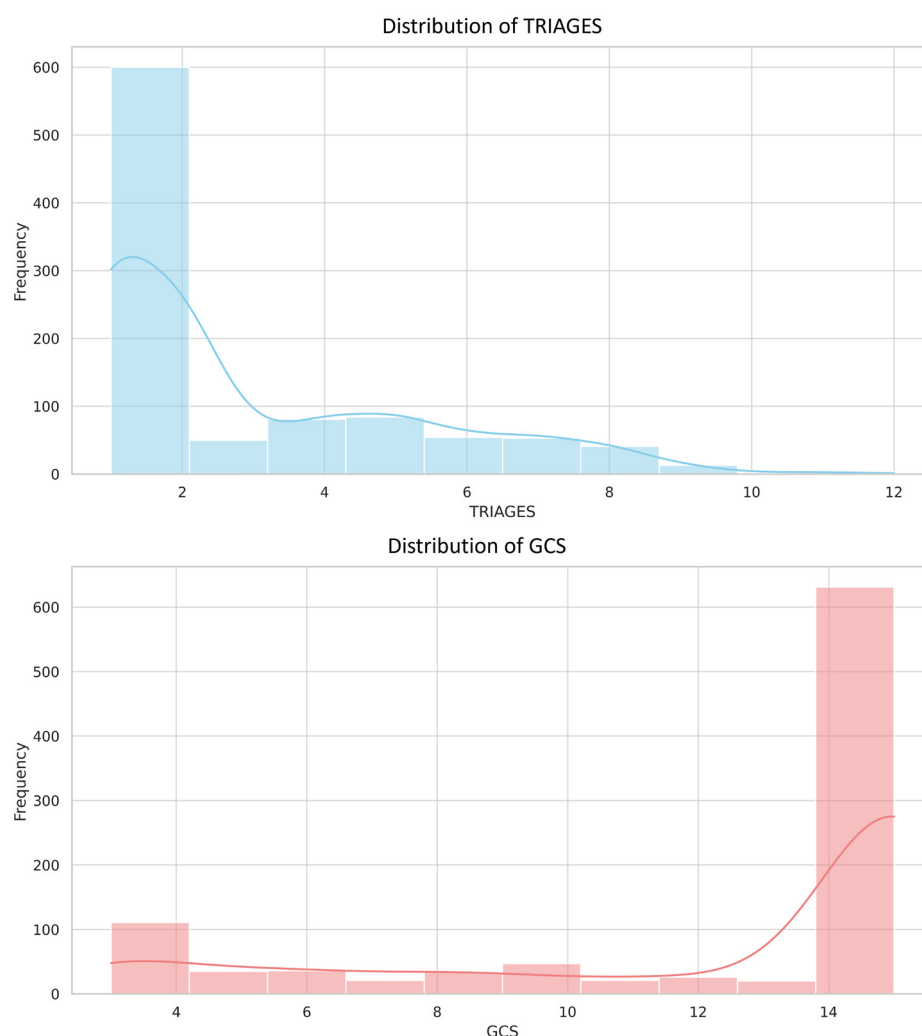 Distribution of TRIAGES
600
500
400
300
200
100
0
Frequency
2 4 6 8 10 12
TRIAGES
Distribution of GCS
600
500
400
300
200
100
0
Frequency
4 6 8 10 12 14
GCS